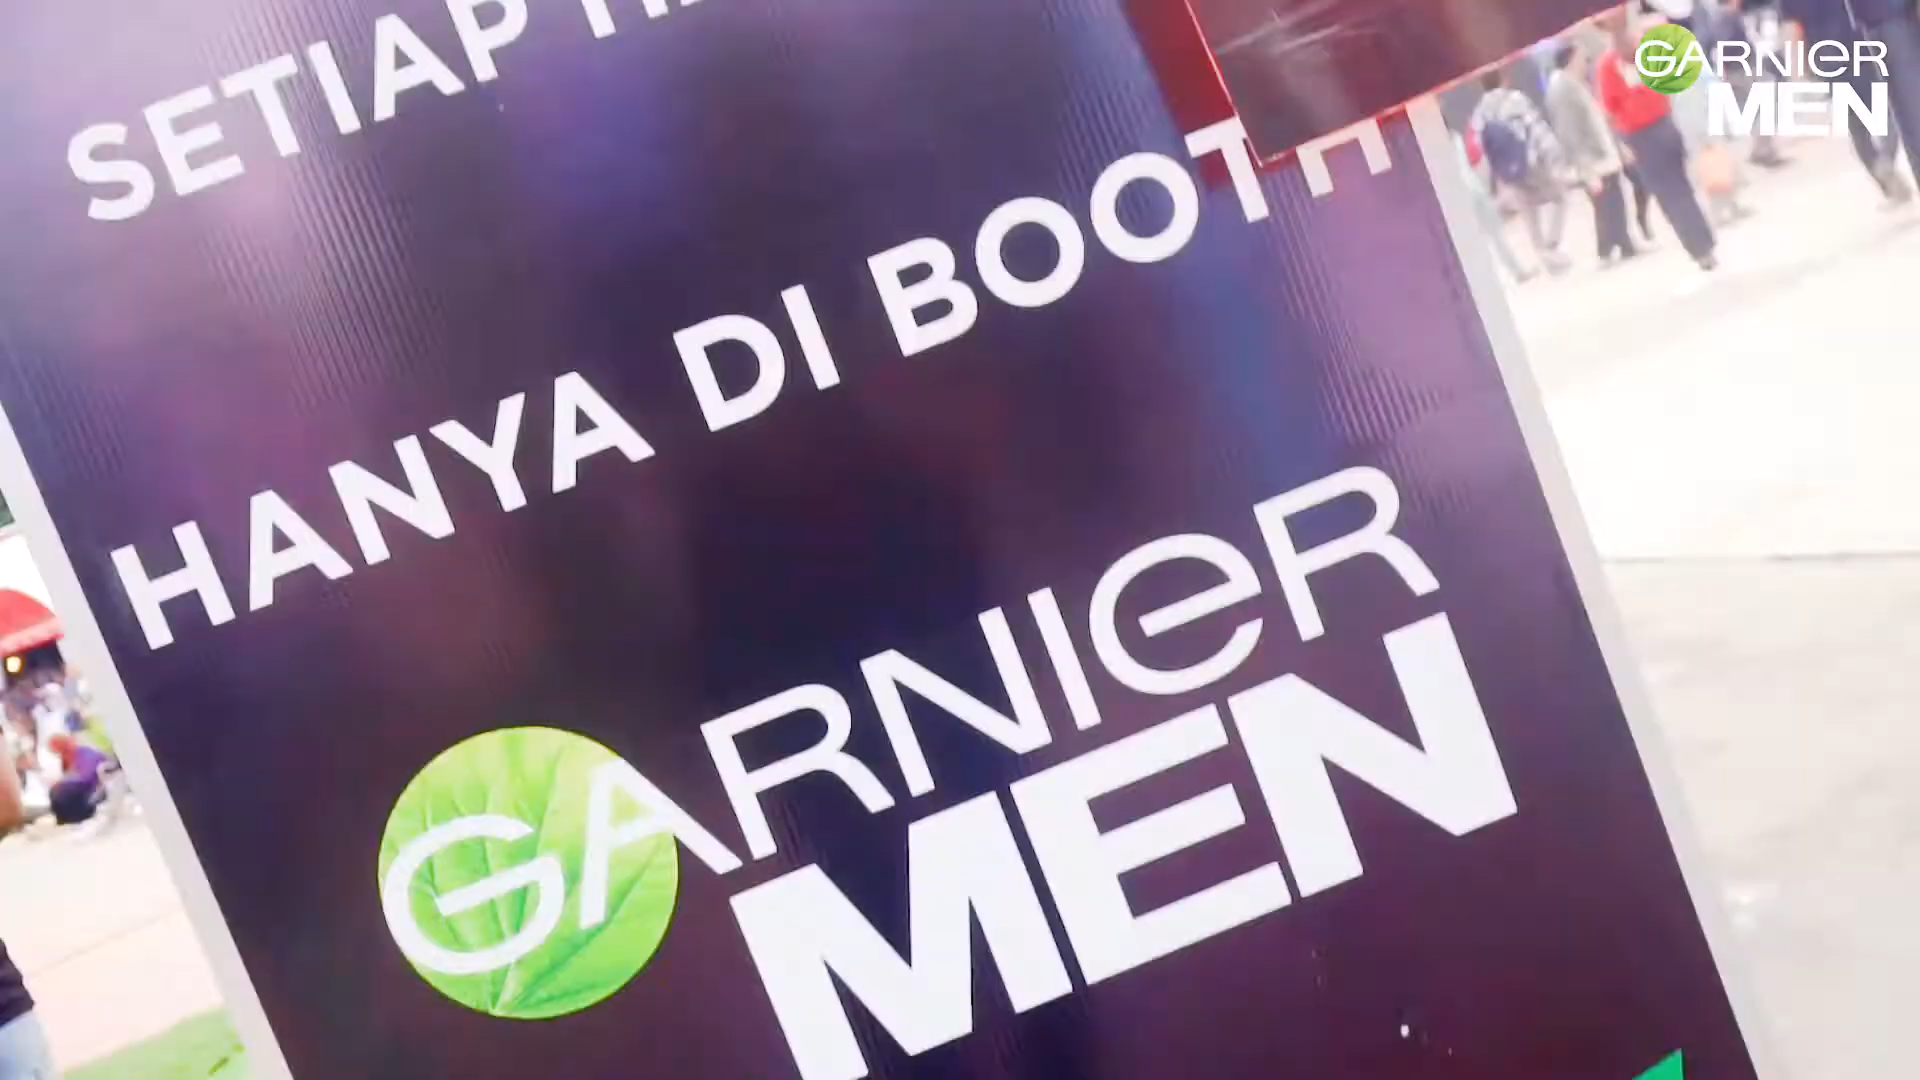 SETIAP
HANYA DI BOOTH
GARNIER
MEN
GARNIER
MEN